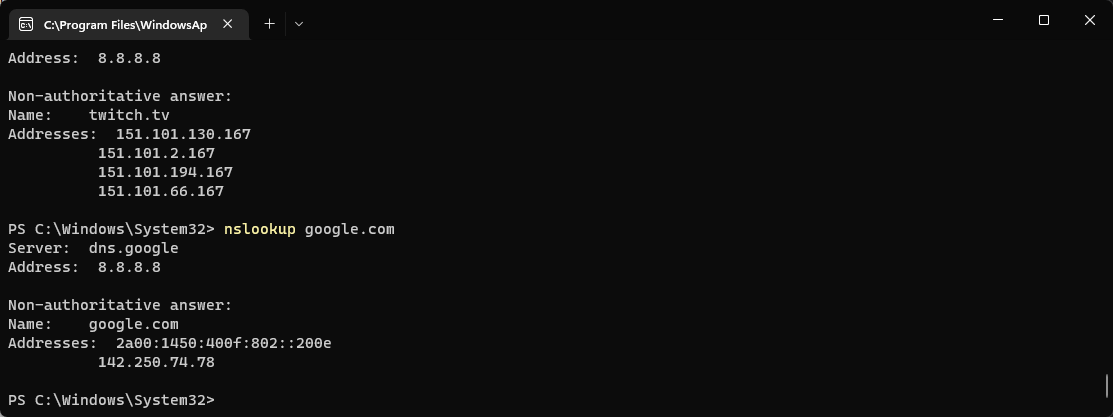 C:\Program Files\WindowsAp
Address:  8.8.8.8
Non-authoritative answer:
Name:    twitch.tv
Addresses:  151.101.130.167
          151.101.2.167
          151.101.194.167
          151.101.66.167
PS C:\Windows\System32> nslookup google.com
Server:  dns.google
Address:  8.8.8.8
Non-authoritative answer:
Name:    google.com
Addresses:  2a00:1450:400f:802::200e
          142.250.74.78
PS C:\Windows\System32>